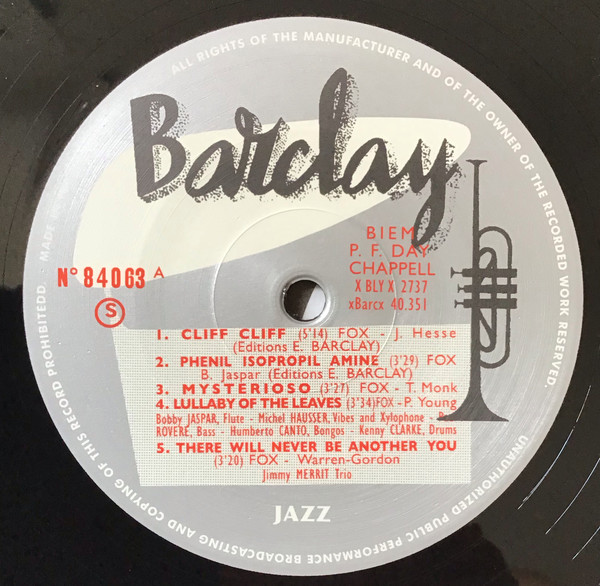 ALL RIGHTS OF THE MANUFACTURER AND OF THE OWNER OF THE RECORDED WORK RESERVED.
Barclay
BIEM
P. F. DAY
CHAPPELL
X BLY X 2737
xBarcx 40.351
N° 84063 A
S
1. CLIFF CLIFF (5'14) FOX - J. Hesse
(Editions E. BARCLAY)
2. PHENIL ISOPROPIL AMINE (3'29) FOX
B. Jaspar (Editions E. BARCLAY)
3. MYSTERIOSO (3'27) FOX - T. Monk
4. LULLABY OF THE LEAVES (3'34) FOX - P. Young
Bobby JASPAR, Flute - Michel HAUSSER, Vibes and Xylophone -
ROVERE, Bass - Humberto CANTO, Bongos - Kenny CLARKE, Drums
5. THERE WILL NEVER BE ANOTHER YOU
(3'20) FOX - Warren-Gordon
Jimmy MERRIT Trio
JAZZ
UNAUTHORIZED PUBLIC PERFORMANCE BROADCASTING AND COPYING OF THIS RECORD PROHIBITEDD. MADE